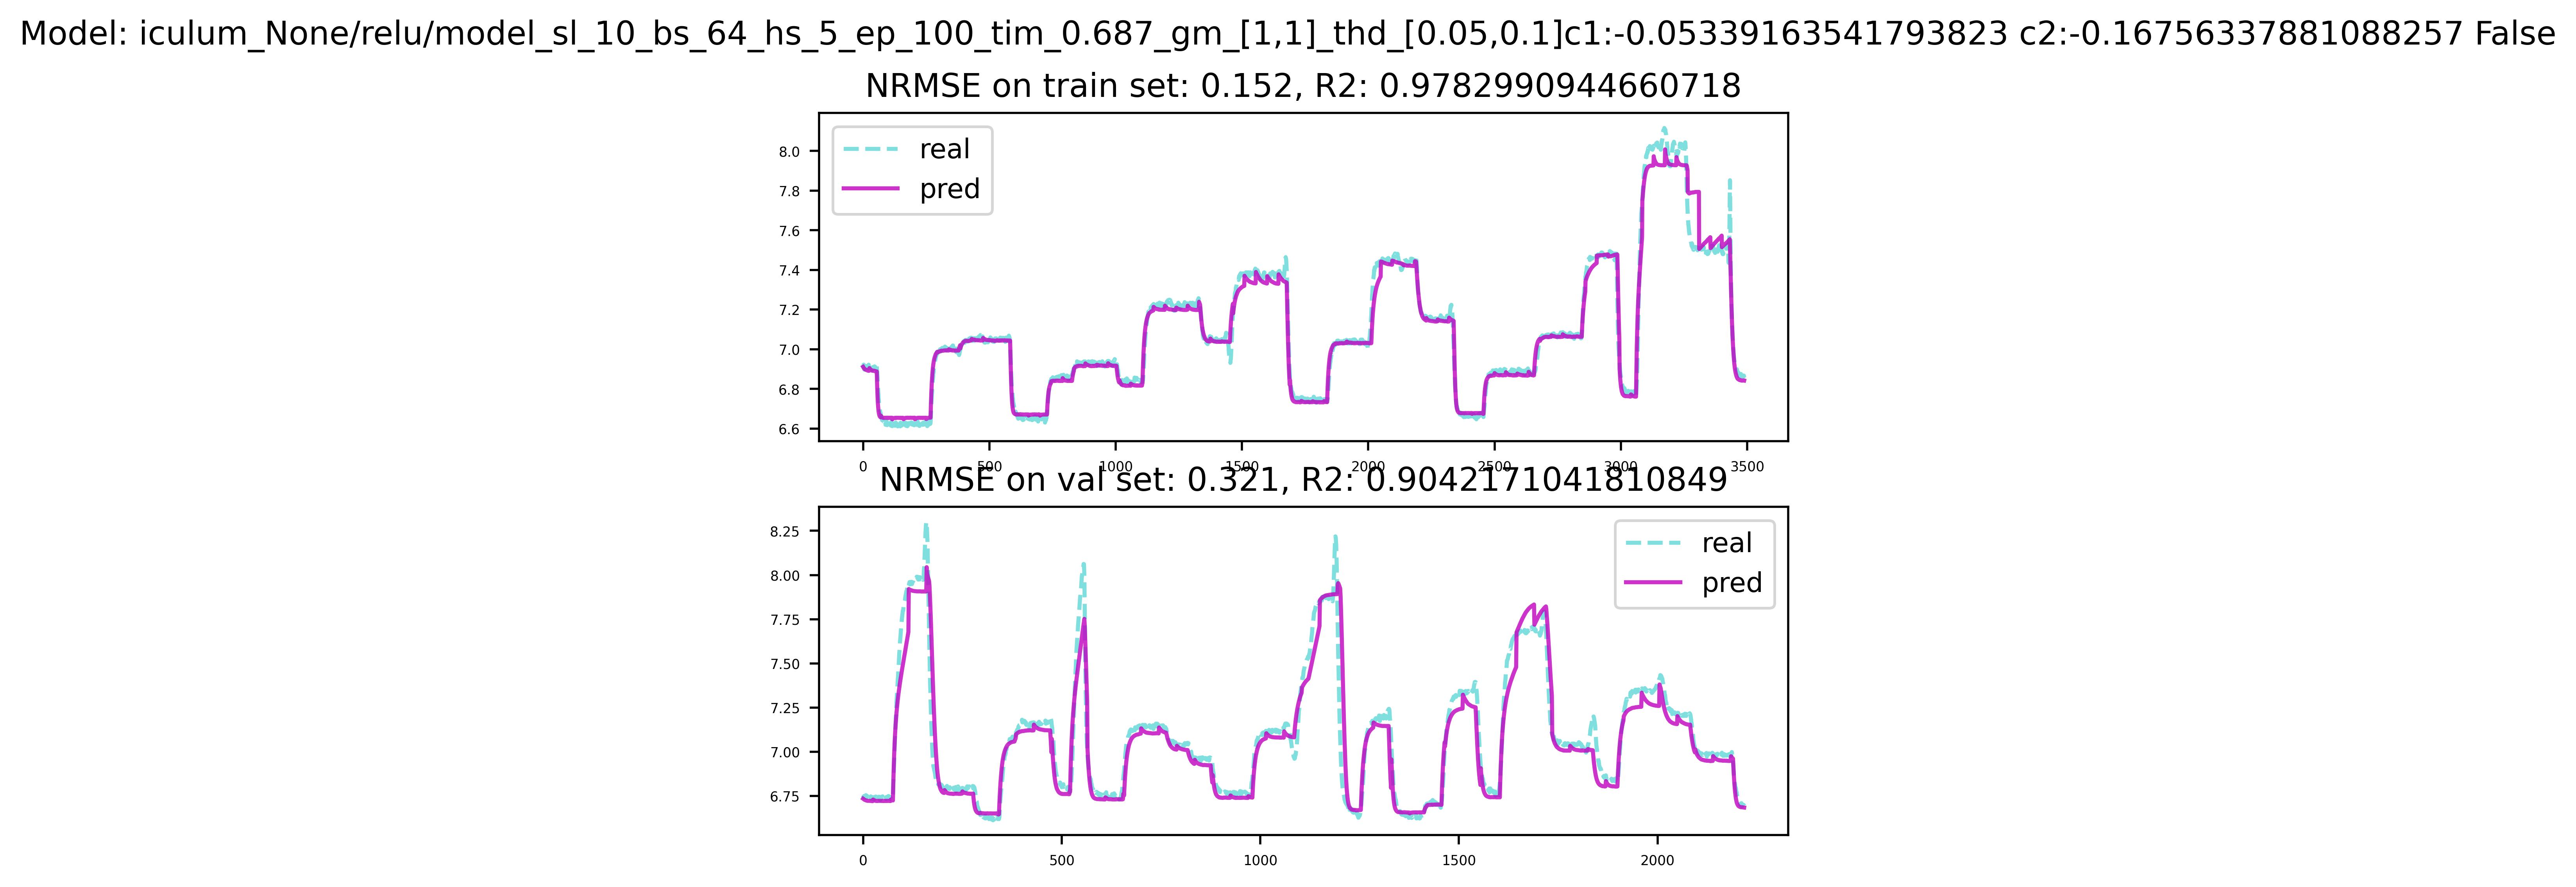 Model: iculum_None/relu/model_sl_10_bs_64_hs_5_ep_100_tim_0.687_gm_[1,1]_thd_[0.05,0.1]c1:-0.05339163541793823 c2:-0.16756337881088257 False
NRMSE on train set: 0.152, R2: 0.9782990944660718
real
pred
8.0
7.8
7.6
7.4
7.2
7.0
6.8
6.6
0 500 1000 1500 2000 2500 3000 3500
NRMSE on val set: 0.321, R2: 0.9042171041810849
real
pred
8.25
8.00
7.75
7.50
7.25
7.00
6.75
0 500 1000 1500 2000